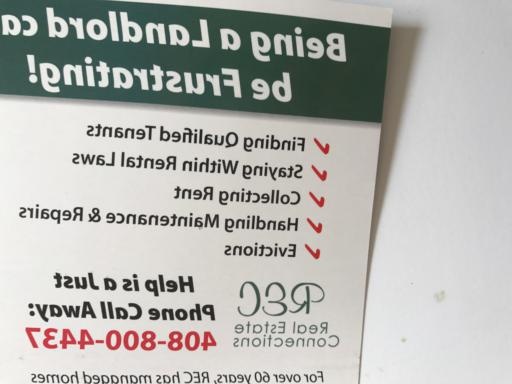 Being a Landlord ca
be Frustrating!
Finding Qualified Tenants
Staying Within Rental Laws
Collecting Rent
Handling Maintenance & Repairs
Evictions
REC
Real Estate
Connections
Help is a Just
Phone Call Away:
408-800-4437
For over 60 years, REC has managed homes